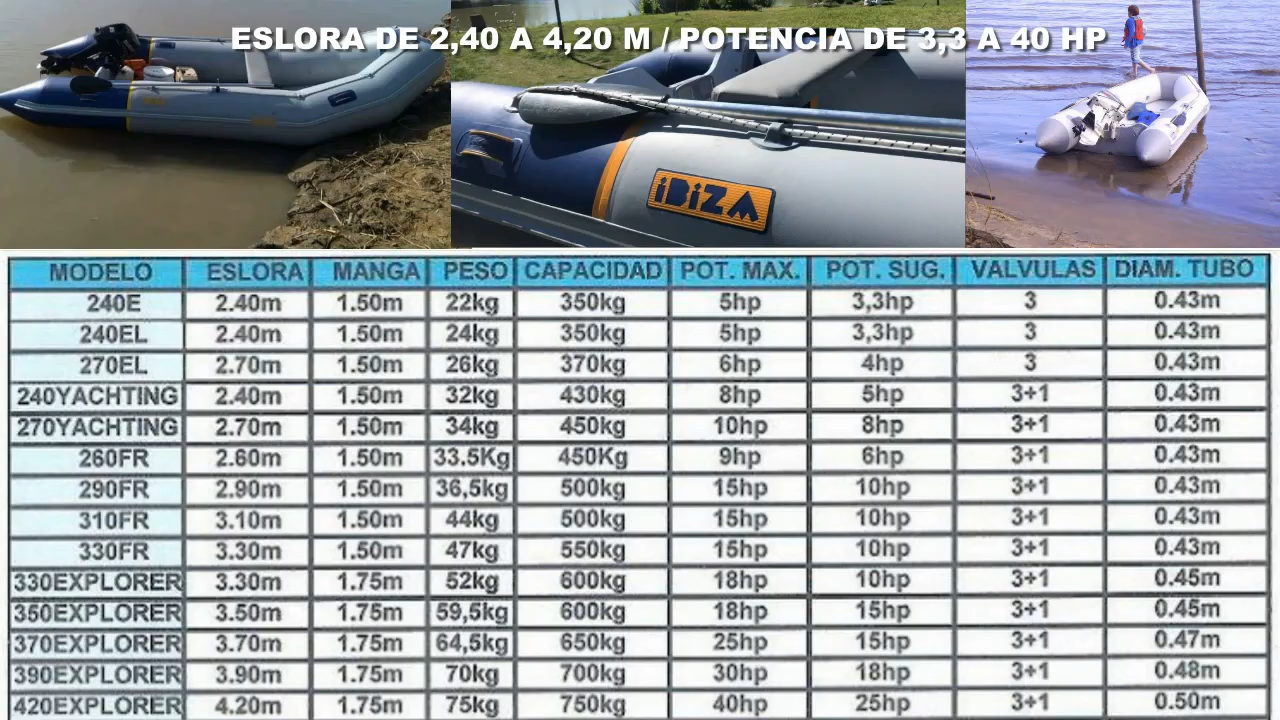 ESLORA DE 2,40 A 4,20 M / POTENCIA DE 3,3 A 40 HP
iBiZA
MODELO ESLORA MANGA PESO CAPACIDAD POT. MAX. POT. SUG. VALVULAS DIAM. TUBO
240E 2.40m 1.50m 22kg 350kg 5hp 3,3hp 3 0.43m
240EL 2.40m 1.50m 24kg 350kg 5hp 3,3hp 3 0.43m
270EL 2.70m 1.50m 26kg 370kg 6hp 4hp 3 0.43m
240YACHTING 2.40m 1.50m 32kg 430kg 8hp 5hp 3+1 0.43m
270YACHTING 2.70m 1.50m 34kg 450kg 10hp 8hp 3+1 0.43m
260FR 2.60m 1.50m 33.5Kg 450Kg 9hp 6hp 3+1 0.43m
290FR 2.90m 1.50m 36,5kg 500kg 15hp 10hp 3+1 0.43m
310FR 3.10m 1.50m 44kg 500kg 15hp 10hp 3+1 0.43m
330FR 3.30m 1.50m 47kg 550kg 15hp 10hp 3+1 0.43m
330EXPLORER 3.30m 1.75m 52kg 600kg 18hp 10hp 3+1 0.45m
350EXPLORER 3.50m 1.75m 59,5kg 600kg 18hp 15hp 3+1 0.45m
370EXPLORER 3.70m 1.75m 64,5kg 650kg 25hp 15hp 3+1 0.47m
390EXPLORER 3.90m 1.75m 70kg 700kg 30hp 18hp 3+1 0.48m
420EXPLORER 4.20m 1.75m 75kg 750kg 40hp 25hp 3+1 0.50m